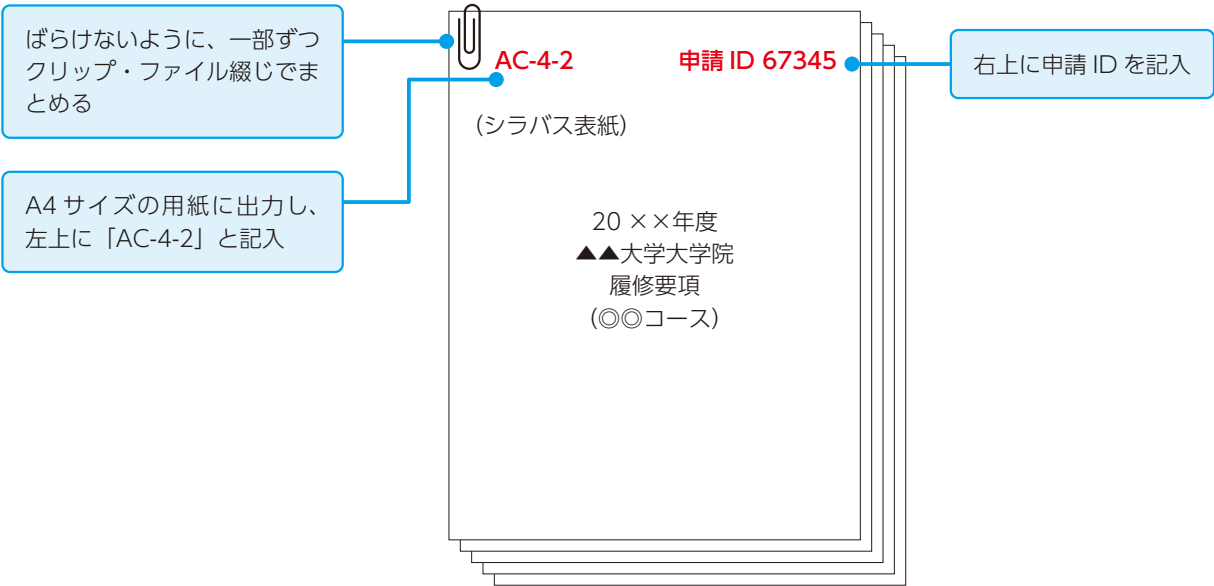 ばらけないように、一部ずつ
クリップ・ファイル綴じでま
とめる
A4 サイズの用紙に出力し、
左上に「AC-4-2」と記入
AC-4-2
申請 ID 67345
(シラバス表紙)
20 ××年度
▲▲大学大学院
履修要項
(◎◎コース)
右上に申請 ID を記入